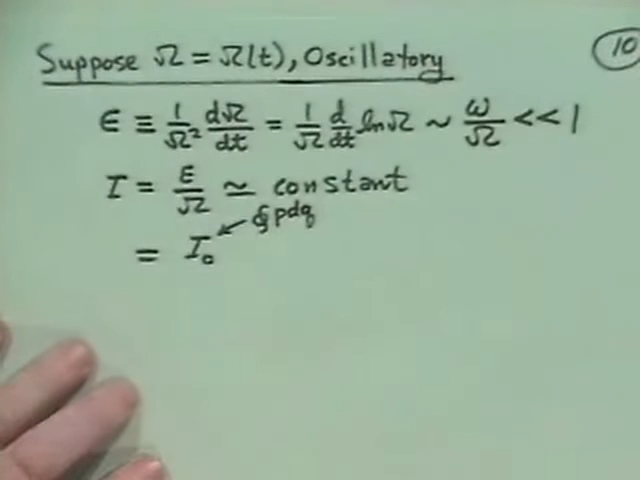 Suppose Ω = Ω(t), Oscillatory
10
ϵ ≡ 1/Ω² dΩ/dt = 1/Ω d/dt lnΩ ~ ω/Ω << 1
I = E/Ω ≃ constant
∮pdq
= I₀